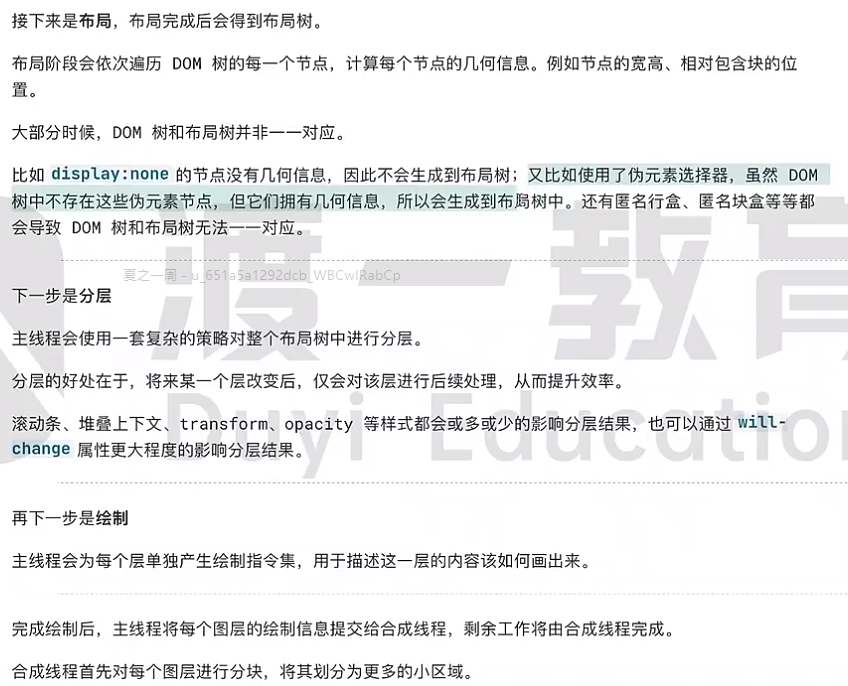 接下来是布局，布局完成后会得到布局树。
布局阶段会依次遍历 DOM 树的每一个节点，计算每个节点的几何信息。例如节点的宽高、相对包含块的位
置。
大部分时候，DOM 树和布局树并非一一对应。
比如 display:none 的节点没有几何信息，因此不会生成到布局树；又比如使用了伪元素选择器，虽然 DOM
树中不存在这些伪元素节点，但它们拥有几何信息，所以会生成到布局树中。还有匿名行盒、匿名块盒等等都
会导致 DOM 树和布局树无法一一对应。
渡一教育
夏之一周 - u_651a5a1292dcb_WBCwlRabCp
下一步是分层
主线程会使用一套复杂的策略对整个布局树中进行分层。
分层的好处在于，将来某一个层改变后，仅会对该层进行后续处理，从而提升效率。
滚动条、堆叠上下文、transform、opacity 等样式都会或多或少的影响分层结果，也可以通过 will-
change 属性更大程度的影响分层结果。
Duyi Education
再下一步是绘制
主线程会为每个层单独产生绘制指令集，用于描述这一层的内容该如何画出来。
完成绘制后，主线程将每个图层的绘制信息提交给合成线程，剩余工作将由合成线程完成。
合成线程首先对每个图层进行分块，将其划分为更多的小区域。